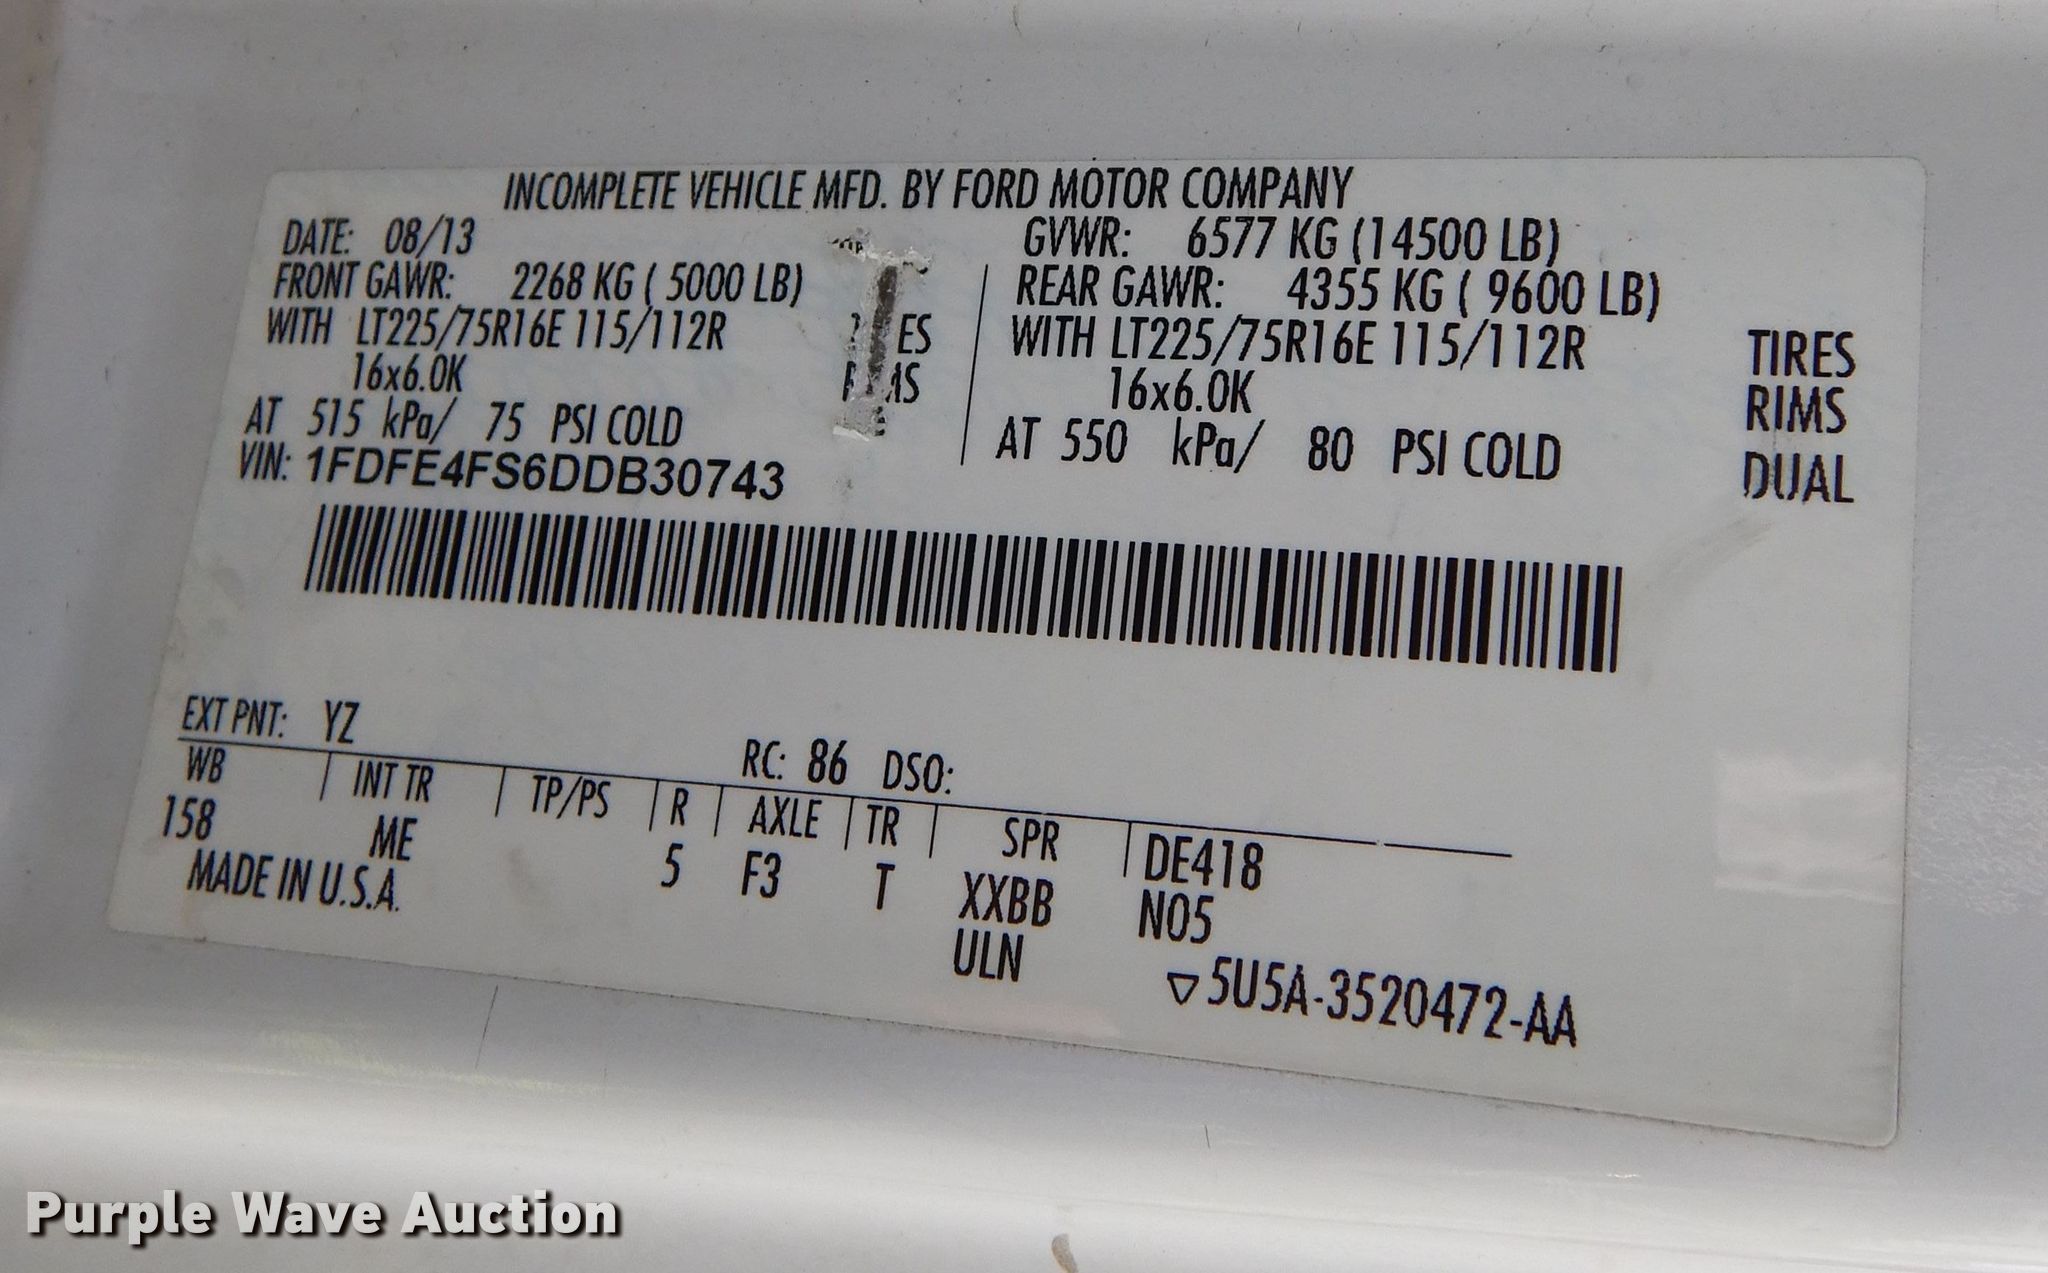 INCOMPLETE VEHICLE MFD. BY FORD MOTOR COMPANY
DATE: 08/13 GVWR: 6577 KG (14500 LB)
FRONT GAWR: 2268 KG ( 5000 LB) REAR GAWR: 4355 KG ( 9600 LB)
WITH LT225/75R16E 115/112R WITH LT225/75R16E 115/112R TIRES
16x6.0K 16x6.0K RIMS
AT 515 kPa/ 75 PSI COLD AT 550 kPa/ 80 PSI COLD DUAL
VIN: 1FDFE4FS6DDB30743
EXT PNT: YZ RC: 86 DSO:
WB INT TR TP/PS R AXLE TR SPR DE418
158 ME 5 F3 T XXBB N05
MADE IN U.S.A. ULN
▽5U5A-3520472-AA
Purple Wave Auction